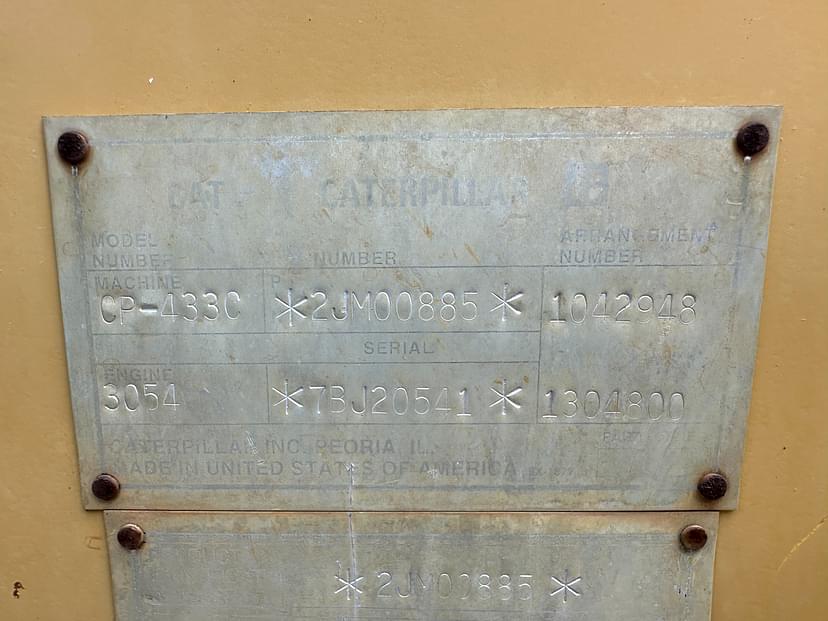 CAT CATERPILLAR
MODEL NUMBER NUMBER ARRANGEMENT NUMBER
MACHINE P
CP-433C *2JM00885* 1042948
SERIAL
ENGINE
3054 *7BJ20541* 1304800
CATERPILLAR INC. PEORIA, IL. PART
MADE IN UNITED STATES OF AMERICA
*2JM00885*